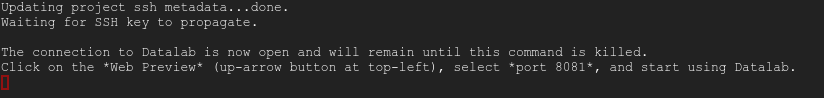 Updating project ssh metadata...done.
Waiting for SSH key to propagate.
The connection to Datalab is now open and will remain until this command is killed.
Click on the *Web Preview* (up-arrow button at top-left), select *port 8081*, and start using Datalab.